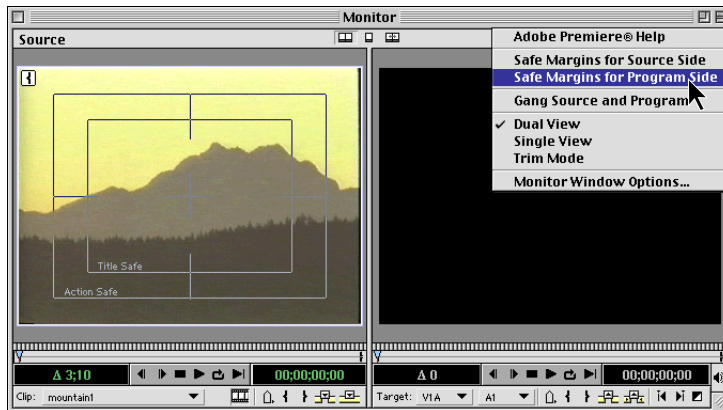 Monitor
Source
Adobe Premiere® Help
Safe Margins for Source Side
Safe Margins for Program Side
Gang Source and Program
✓ Dual View
Single View
Trim Mode
Monitor Window Options...
Title Safe
Action Safe
Δ 3;10
00;00;00;00
Δ 0
00;00;00;00
Clip: mountain1
Target: V1A
A1